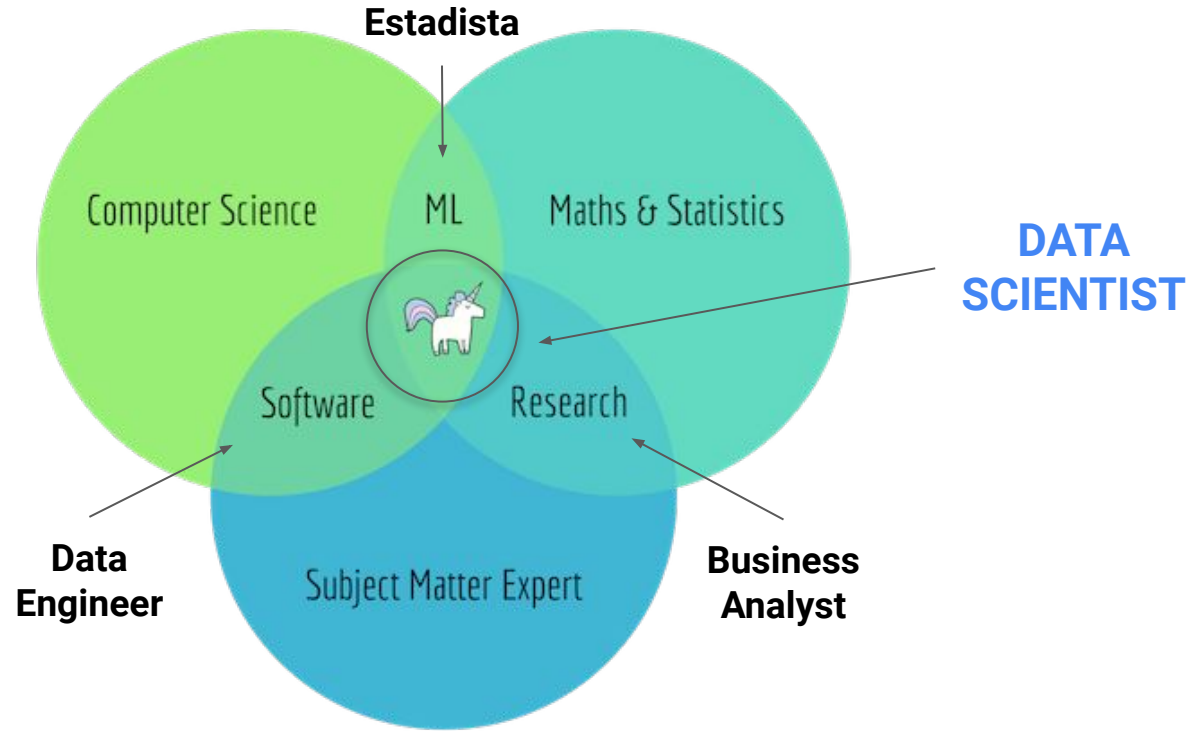 Estadista
Computer Science
ML
Maths & Statistics
DATA
SCIENTIST
Software
Research
Data
Engineer
Subject Matter Expert
Business
Analyst